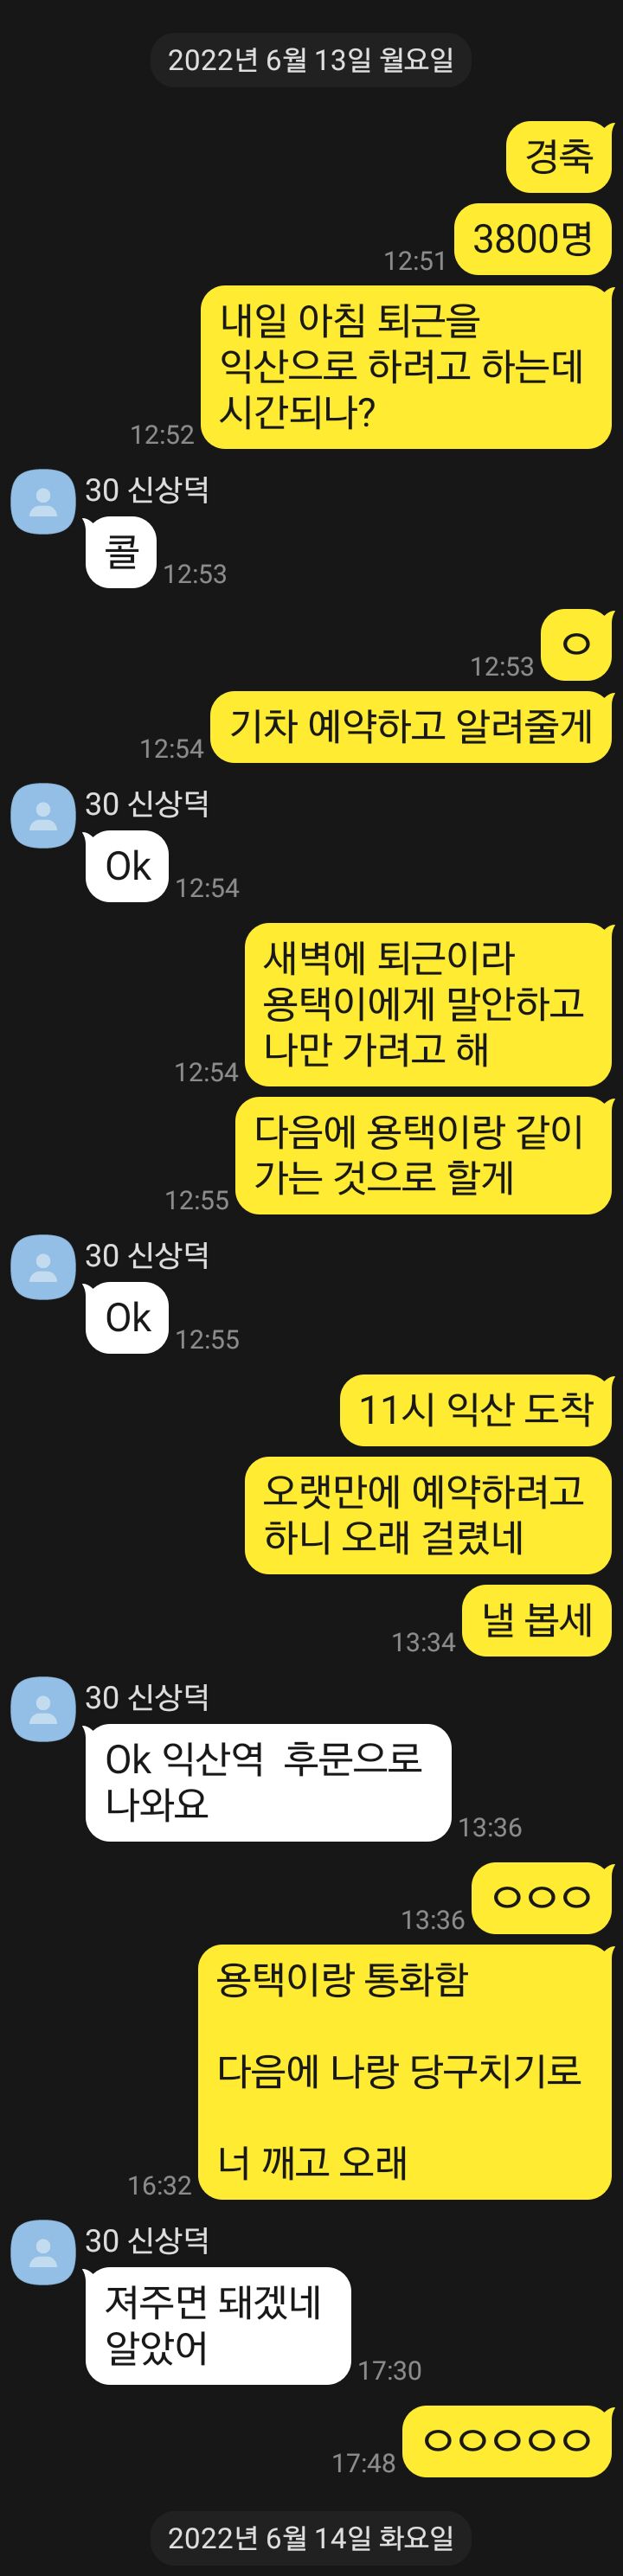 2022년 6월 13일 월요일
경축
3800명
12:51
내일 아침 퇴근을
익산으로 하려고 하는데
시간되나?
12:52
30 신상덕
콜
12:53
ㅇ
12:53
기차 예약하고 알려줄게
12:54
30 신상덕
Ok
12:54
새벽에 퇴근이라
용택이에게 말안하고
나만 가려고 해
12:54
다음에 용택이랑 같이
가는 것으로 할게
12:55
30 신상덕
Ok
12:55
11시 익산 도착
오랫만에 예약하려고
하니 오래 걸렸네
낼 봅세
13:34
30 신상덕
Ok 익산역  후문으로
나와요
13:36
ㅇㅇㅇ
13:36
용택이랑 통화함
다음에 나랑 당구치기로
너 깨고 오래
16:32
30 신상덕
져주면 돼겠네
알았어
17:30
ㅇㅇㅇㅇㅇ
17:48
2022년 6월 14일 화요일